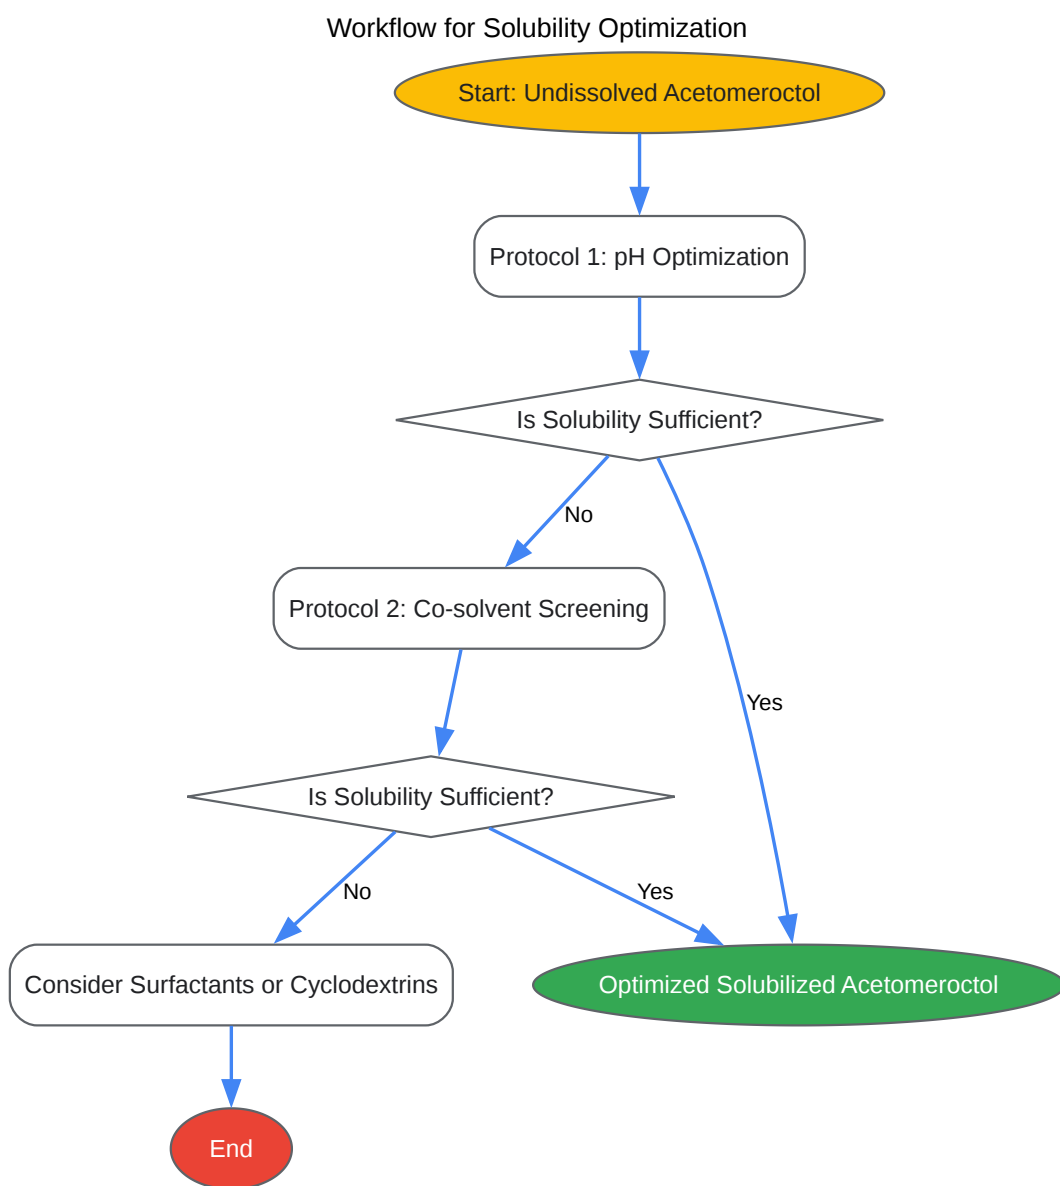 Workflow for Solubility Optimization
Start: Undissolved Acetomeroctol
Protocol 1: pH Optimization
Is Solubility Sufficient?
No
Protocol 2: Co-solvent Screening
Yes
Is Solubility Sufficient?
No
Yes
Consider Surfactants or Cyclodextrins
Optimized Solubilized Acetomeroctol
End